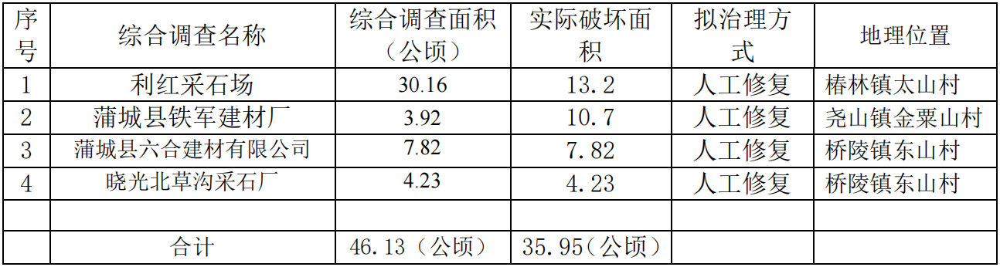 序号 综合调查名称 综合调查面积（公顷） 实际破坏面积 拟治理方式 地理位置
1 利红采石场 30.16 13.2 人工修复 椿林镇太山村
2 蒲城县铁军建材厂 3.92 10.7 人工修复 尧山镇金粟山村
3 蒲城县六合建材有限公司 7.82 7.82 人工修复 桥陵镇东山村
4 晓光北草沟采石厂 4.23 4.23 人工修复 桥陵镇东山村
合计 46.13（公顷） 35.95（公顷）